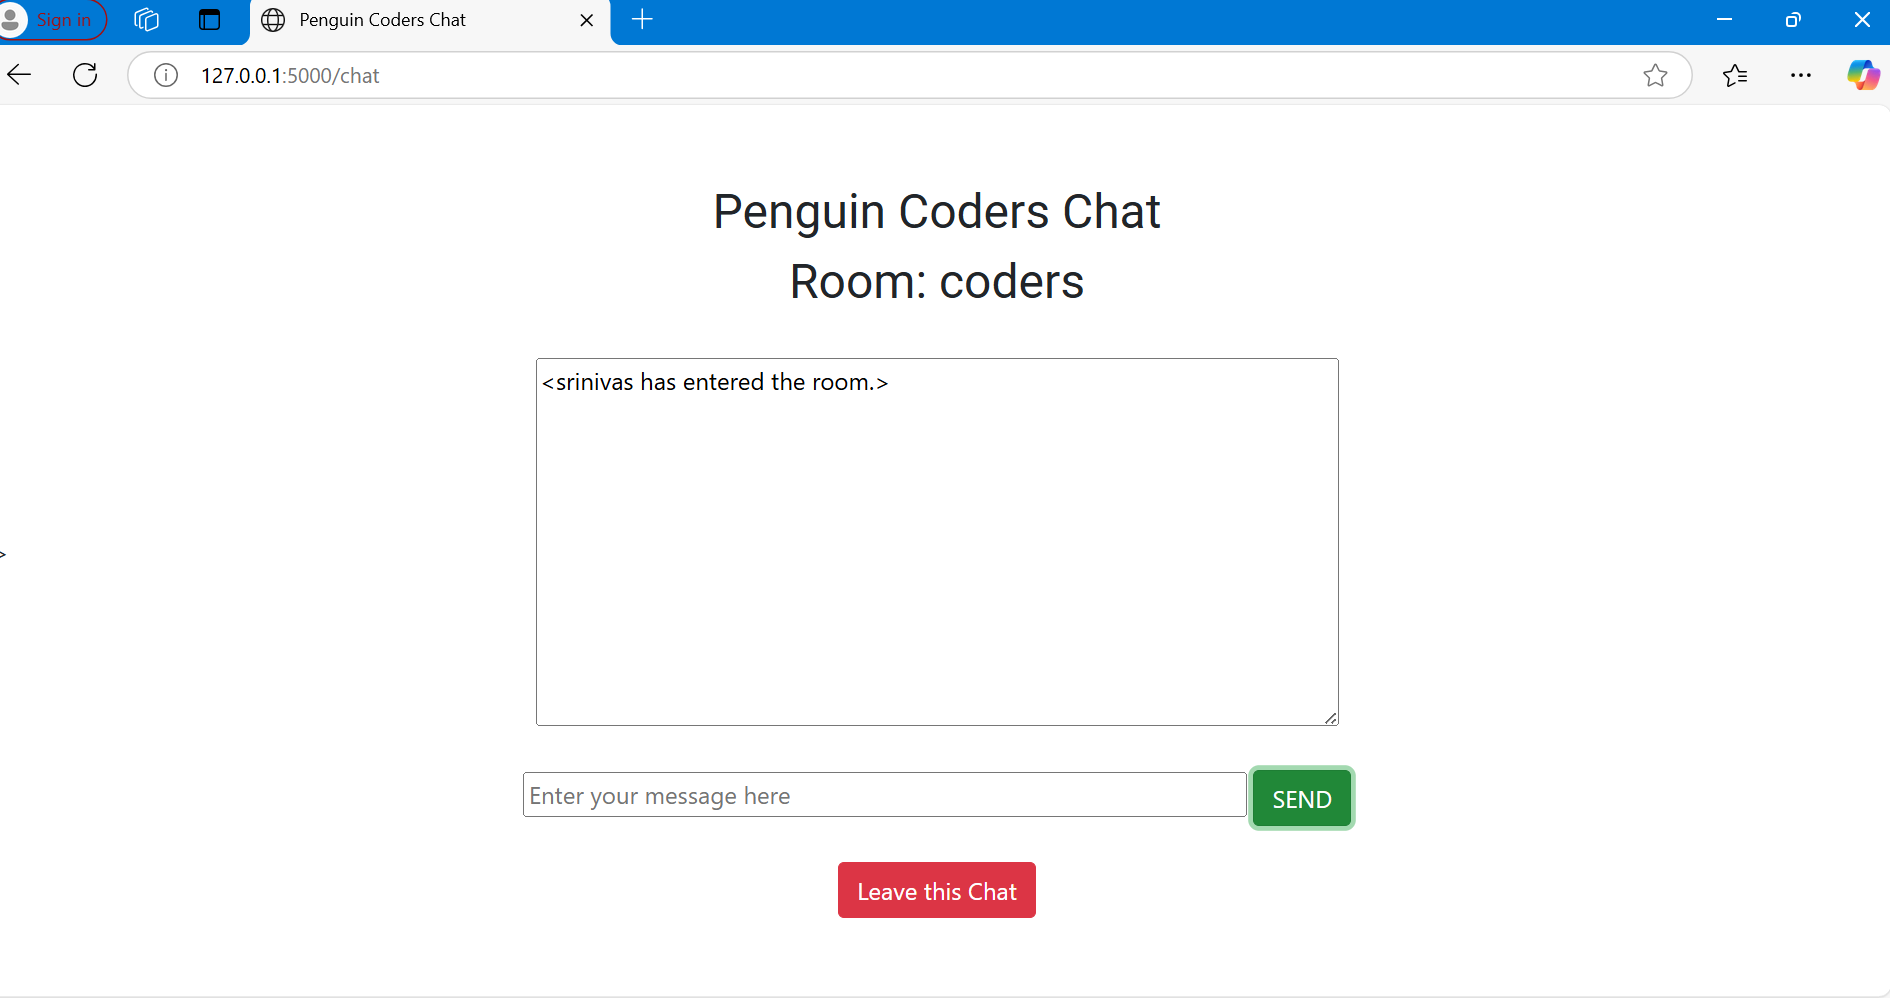 Sign in
Penguin Coders Chat
127.0.0.1:5000/chat
Penguin Coders Chat
Room: coders
<srinivas has entered the room.>
>
Enter your message here
SEND
Leave this Chat